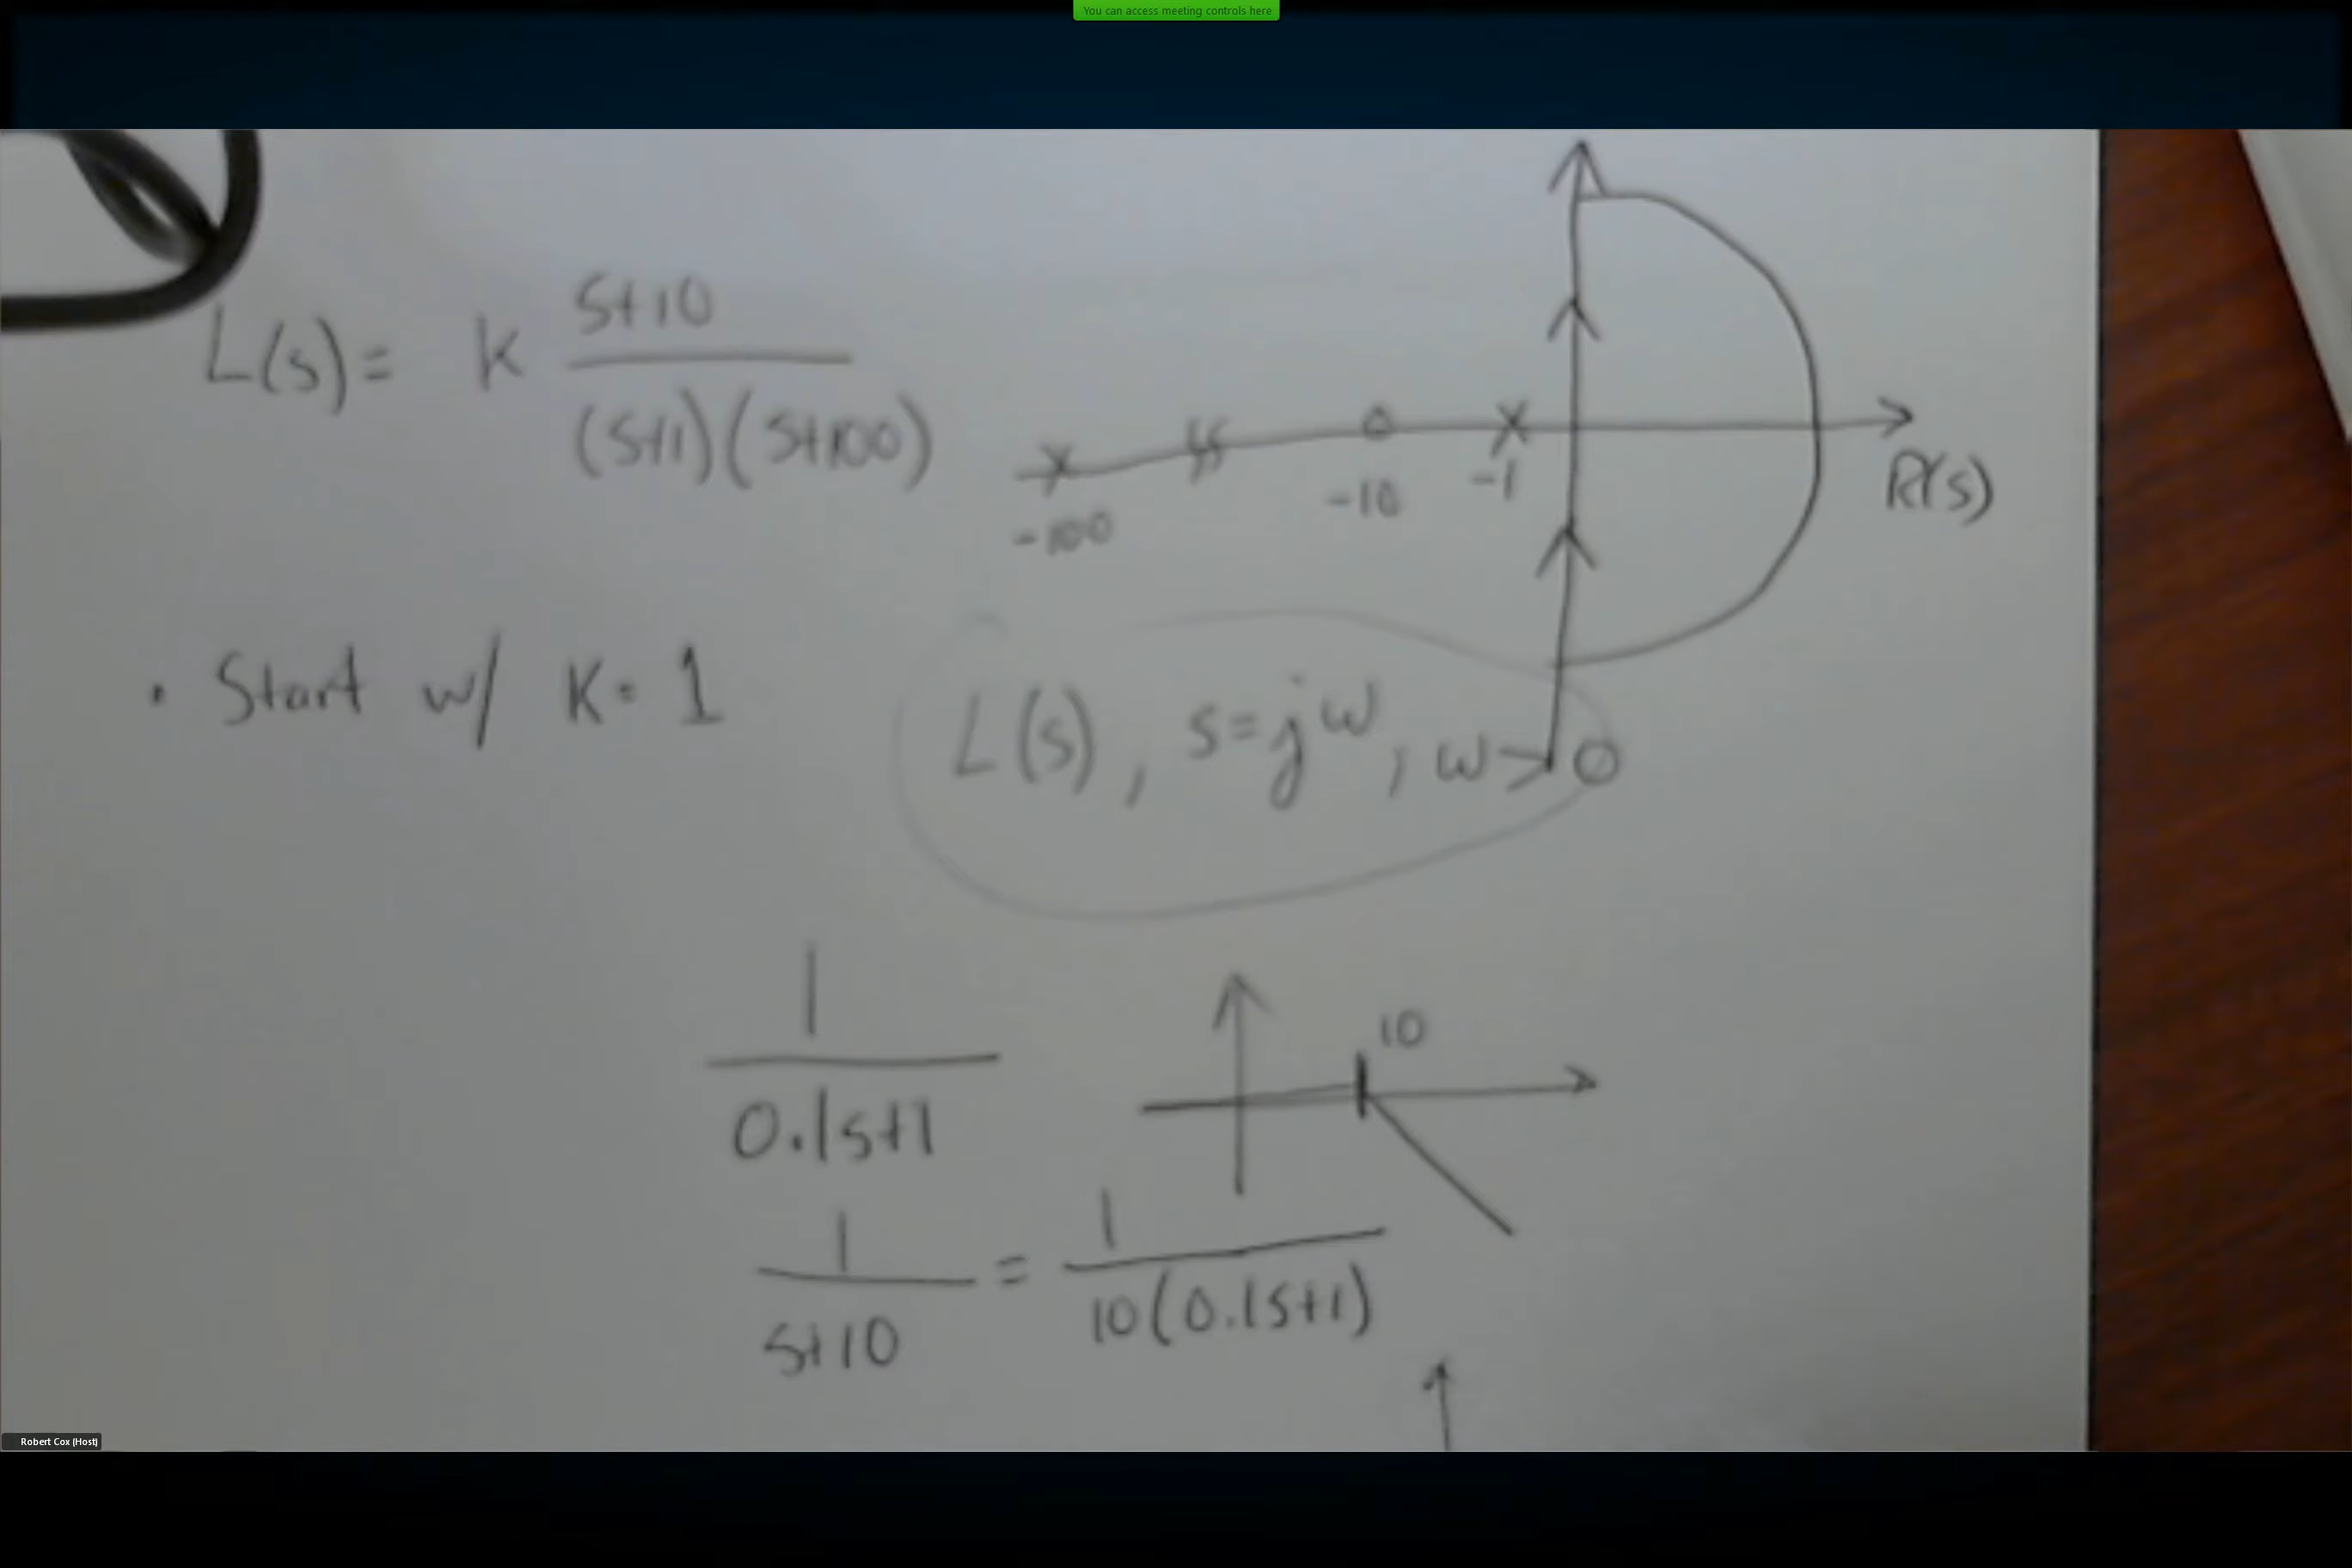 You can access meeting controls here
L(s) = K s+10 / (s+1)(s+100)
-100 -10 -1 R(s)
· Start w/ K = 1
L(s), s=jω, ω>0
1 / 0.1s+1
10
1 / s+10 = 1 / 10(0.1s+1)
Robert Cox (Host)